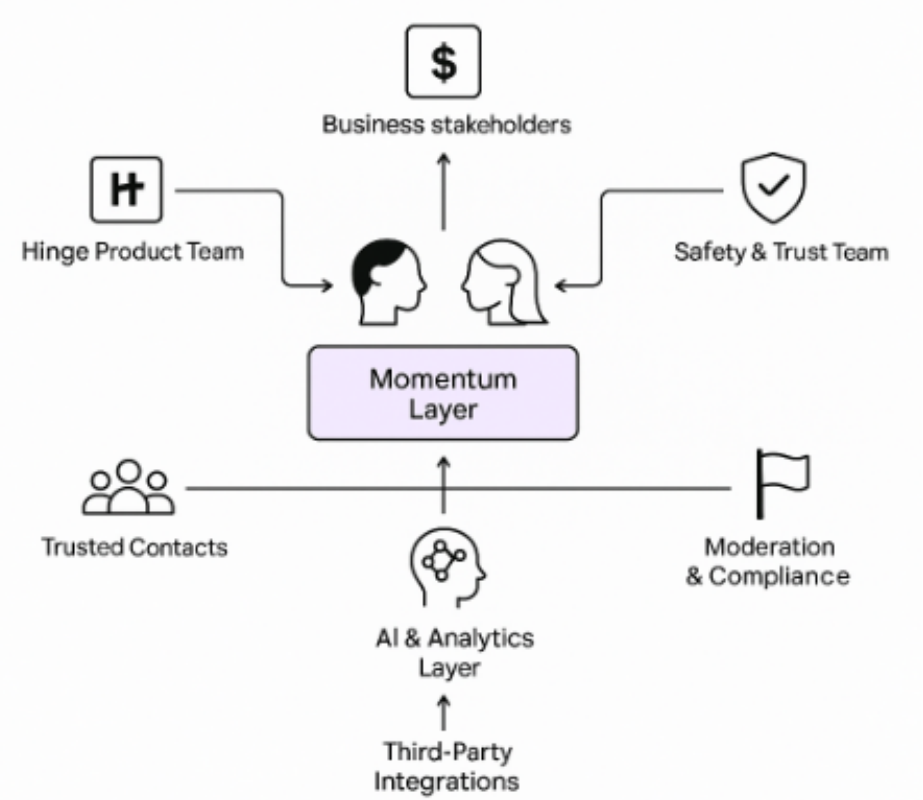 $
Business stakeholders
H
Hinge Product Team
Safety & Trust Team
Momentum
Layer
Trusted Contacts
Moderation
& Compliance
AI & Analytics
Layer
Third-Party
Integrations